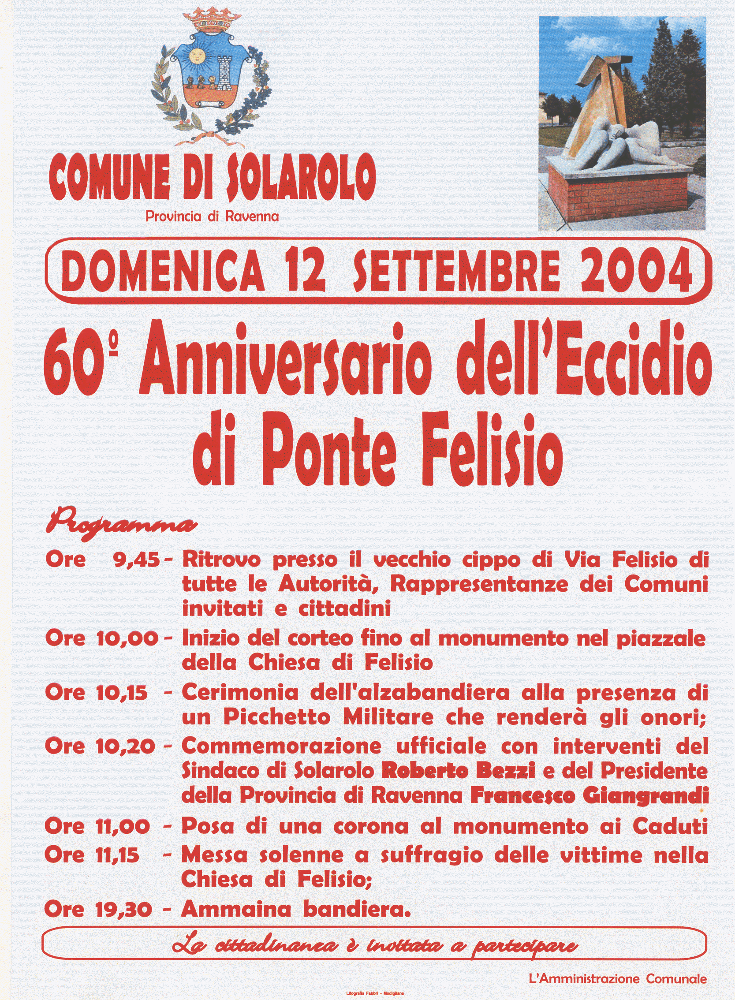 COMUNE DI SOLAROLO
Provincia di Ravenna
DOMENICA 12 SETTEMBRE 2004
60º Anniversario dell'Eccidio
di Ponte Felisio
Programma
Ore 9,45 - Ritrovo presso il vecchio cippo di Via Felisio di
tutte le Autorità, Rappresentanze dei Comuni
invitati e cittadini
Ore 10,00 - Inizio del corteo fino al monumento nel piazzale
della Chiesa di Felisio
Ore 10,15 - Cerimonia dell'alzabandiera alla presenza di
un Picchetto Militare che renderà gli onori;
Ore 10,20 - Commemorazione ufficiale con interventi del
Sindaco di Solarolo Roberto Bezzi e del Presidente
della Provincia di Ravenna Francesco Giangrandi
Ore 11,00 - Posa di una corona al monumento ai Caduti
Ore 11,15 - Messa solenne a suffragio delle vittime nella
Chiesa di Felisio;
Ore 19,30 - Ammaina bandiera.
La cittadinanza è invitata a partecipare
L'Amministrazione Comunale
Litografia Fabbri - Modigliana